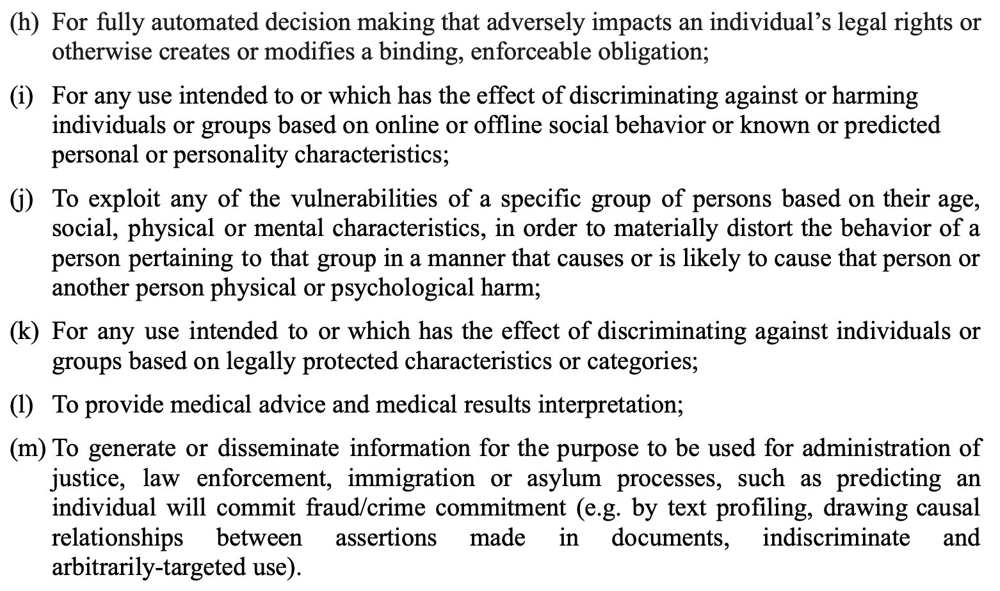 (h) For fully automated decision making that adversely impacts an individual’s legal rights or
otherwise creates or modifies a binding, enforceable obligation;
(i) For any use intended to or which has the effect of discriminating against or harming
individuals or groups based on online or offline social behavior or known or predicted
personal or personality characteristics;
(j) To exploit any of the vulnerabilities of a specific group of persons based on their age,
social, physical or mental characteristics, in order to materially distort the behavior of a
person pertaining to that group in a manner that causes or is likely to cause that person or
another person physical or psychological harm;
(k) For any use intended to or which has the effect of discriminating against individuals or
groups based on legally protected characteristics or categories;
(l) To provide medical advice and medical results interpretation;
(m) To generate or disseminate information for the purpose to be used for administration of
justice, law enforcement, immigration or asylum processes, such as predicting an
individual will commit fraud/crime commitment (e.g. by text profiling, drawing causal
relationships between assertions made in documents, indiscriminate and
arbitrarily-targeted use).